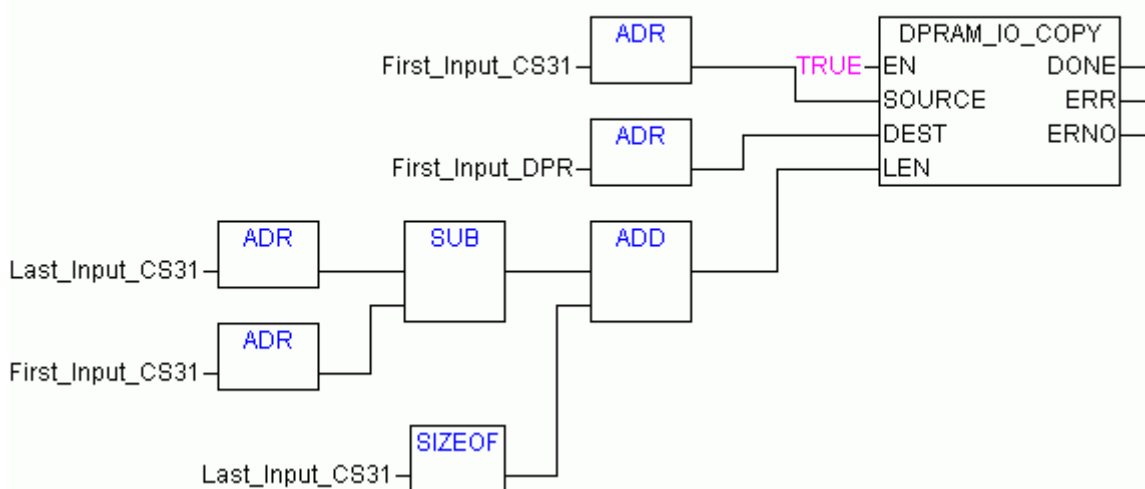 ADR
DPRAM_IO_COPY
First_Input_CS31
TRUE
EN
DONE
SOURCE
ERR
ADR
DEST
ERNO
First_Input_DPR
LEN
ADR
SUB
ADD
Last_Input_CS31
ADR
First_Input_CS31
SIZEOF
Last_Input_CS31